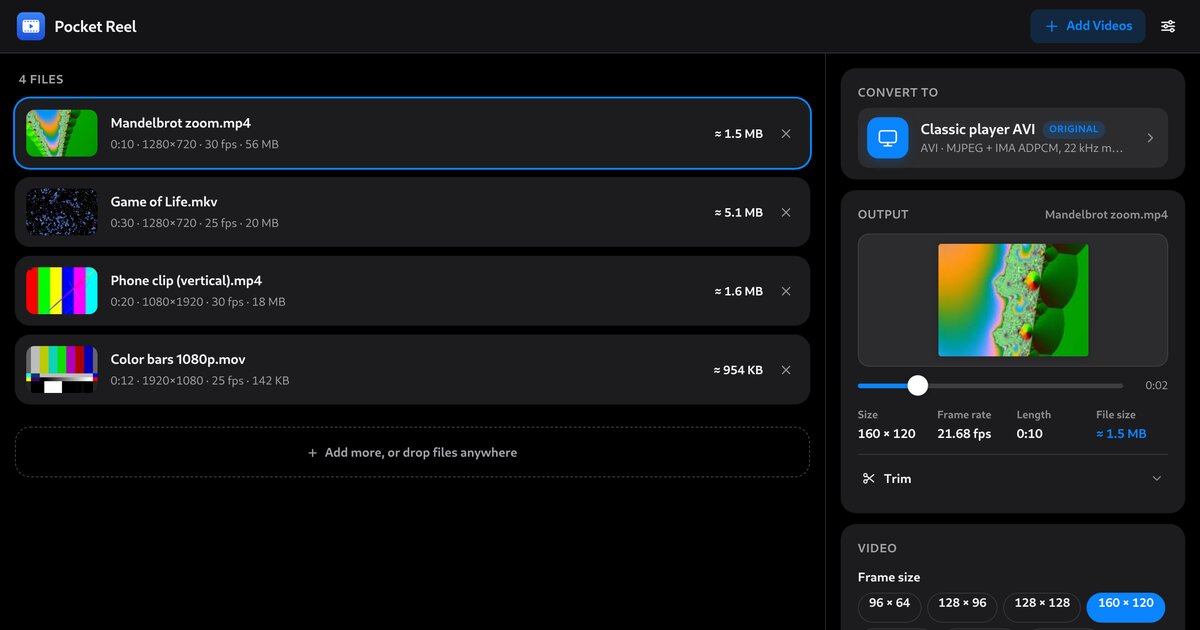 Pocket Reel
+ Add Videos
4 FILES
Mandelbrot zoom.mp4
0:10 · 1280×720 · 30 fps · 56 MB
≈ 1.5 MB
Game of Life.mkv
0:30 · 1280×720 · 25 fps · 20 MB
≈ 5.1 MB
Phone clip (vertical).mp4
0:20 · 1080×1920 · 30 fps · 18 MB
≈ 1.6 MB
Color bars 1080p.mov
0:12 · 1920×1080 · 25 fps · 142 KB
≈ 954 KB
+ Add more, or drop files anywhere
CONVERT TO
Classic player AVI ORIGINAL
AVI · MJPEG + IMA ADPCM, 22 kHz m…
OUTPUT Mandelbrot zoom.mp4
0:02
Size Frame rate Length File size
160 × 120 21.68 fps 0:10 ≈ 1.5 MB
Trim
VIDEO
Frame size
96 × 64 128 × 96 128 × 128 160 × 120